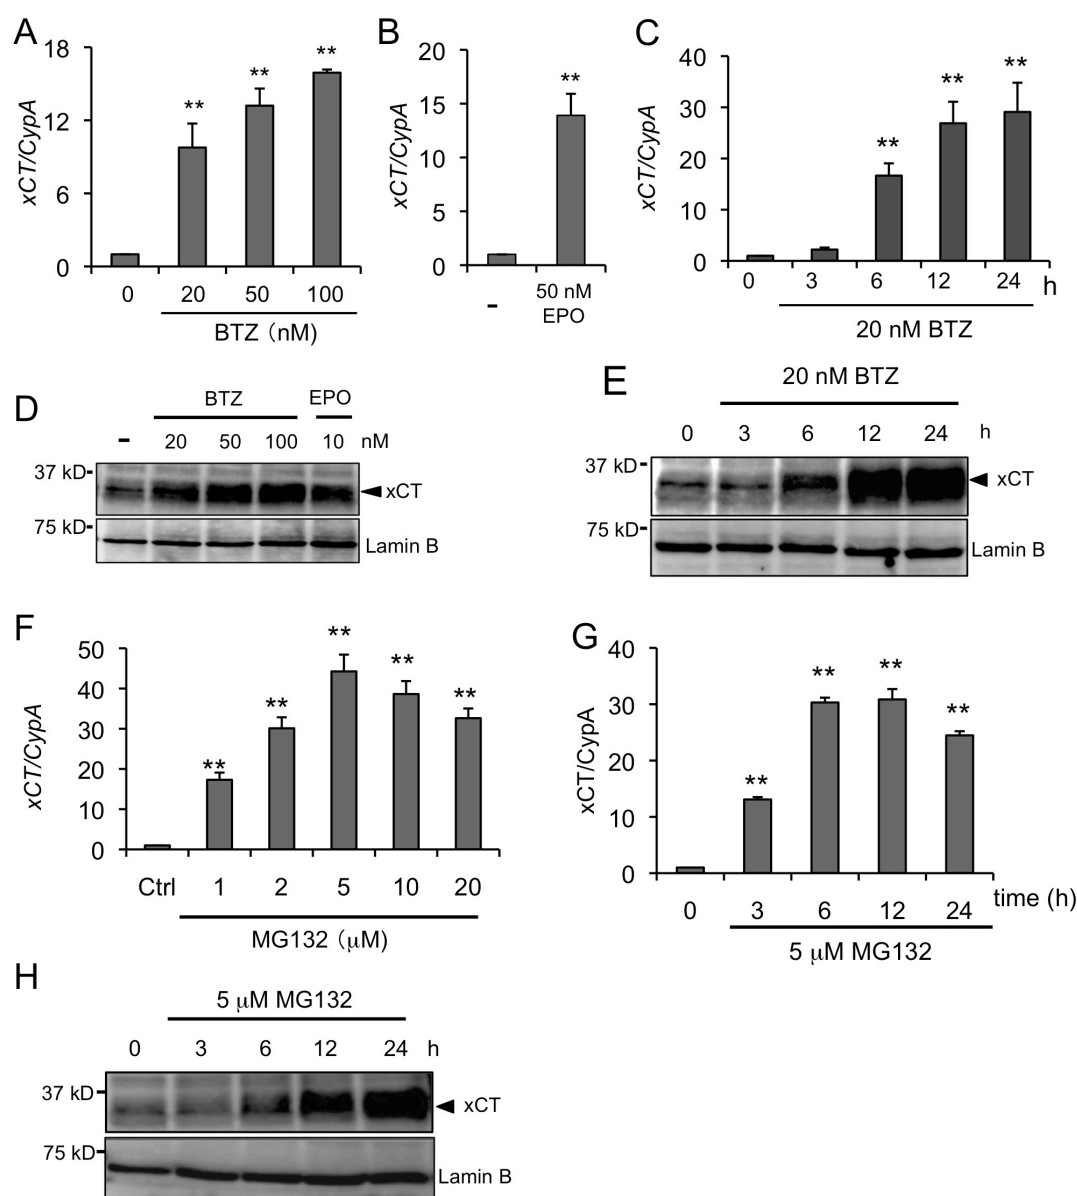 A
18
12
6
0
xCT/CypA
**
**
**
0 20 50 100
BTZ (nM)
B
20
15
10
5
0
xCT/CypA
**
- 50 nM
EPO
C
40
30
20
10
0
xCT/CypA
**
**
**
0 3 6 12 24 h
20 nM BTZ
D
BTZ EPO
- 20 50 100 10 nM
37 kD
xCT
75 kD
Lamin B
E
20 nM BTZ
0 3 6 12 24 h
37 kD
xCT
75 kD
Lamin B
F
50
40
30
20
10
0
xCT/CypA
**
**
**
**
**
Ctrl 1 2 5 10 20
MG132 (μM)
G
40
30
20
10
0
xCT/CypA
**
**
**
**
0 3 6 12 24 time (h)
5 μM MG132
H
5 μM MG132
0 3 6 12 24 h
37 kD
xCT
75 kD
Lamin B